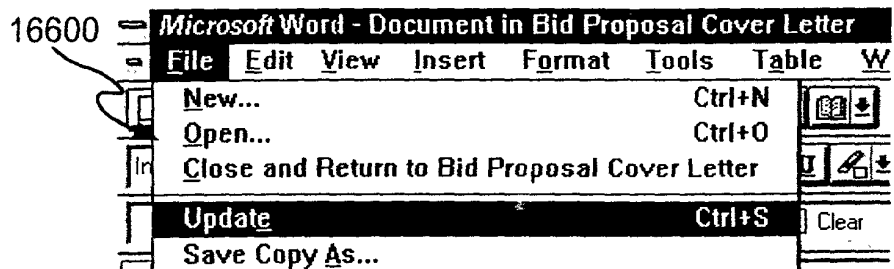 16600
Microsoft Word - Document in Bid Proposal Cover Letter
File Edit View Insert Format Tools Table W
New... Ctrl+N
Open... Ctrl+O
In Close and Return to Bid Proposal Cover Letter U
Update Ctrl+S Clear
Save Copy As...